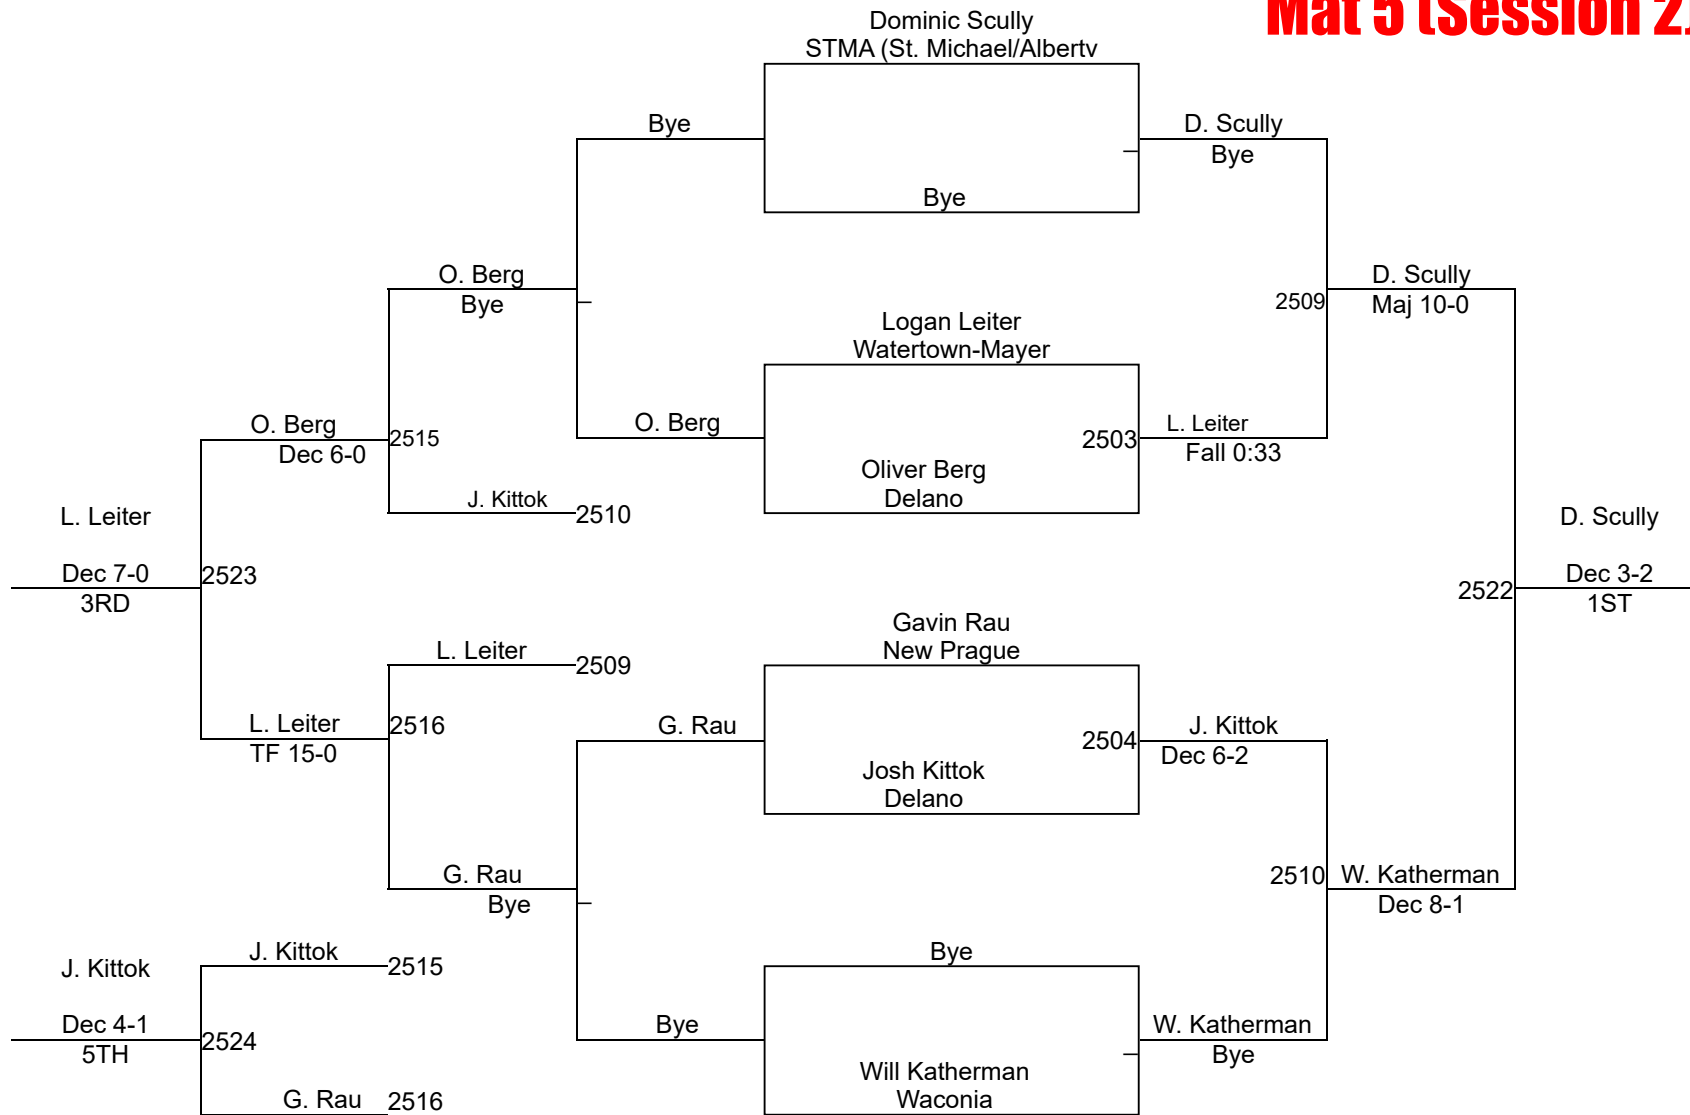 Mat 5 (Session 2)
Dominic Scully
STMA (St. Michael/Albertv
Bye
D. Scully
Bye
Bye
O. Berg
Bye
D. Scully
Maj 10-0
2509
Logan Leiter
Watertown-Mayer
O. Berg
Dec 6-0
2515
O. Berg
2503
L. Leiter
Fall 0:33
Oliver Berg
Delano
J. Kittok
2510
L. Leiter
Dec 7-0
3RD
2523
D. Scully
Dec 3-2
1ST
2522
Gavin Rau
New Prague
L. Leiter
2509
L. Leiter
TF 15-0
2516
G. Rau
2504
J. Kittok
Dec 6-2
Josh Kittok
Delano
G. Rau
Bye
2510
W. Katherman
Dec 8-1
J. Kittok
Dec 4-1
5TH
J. Kittok
2515
2524
Bye
Bye
W. Katherman
Bye
Will Katherman
Waconia
G. Rau
2516